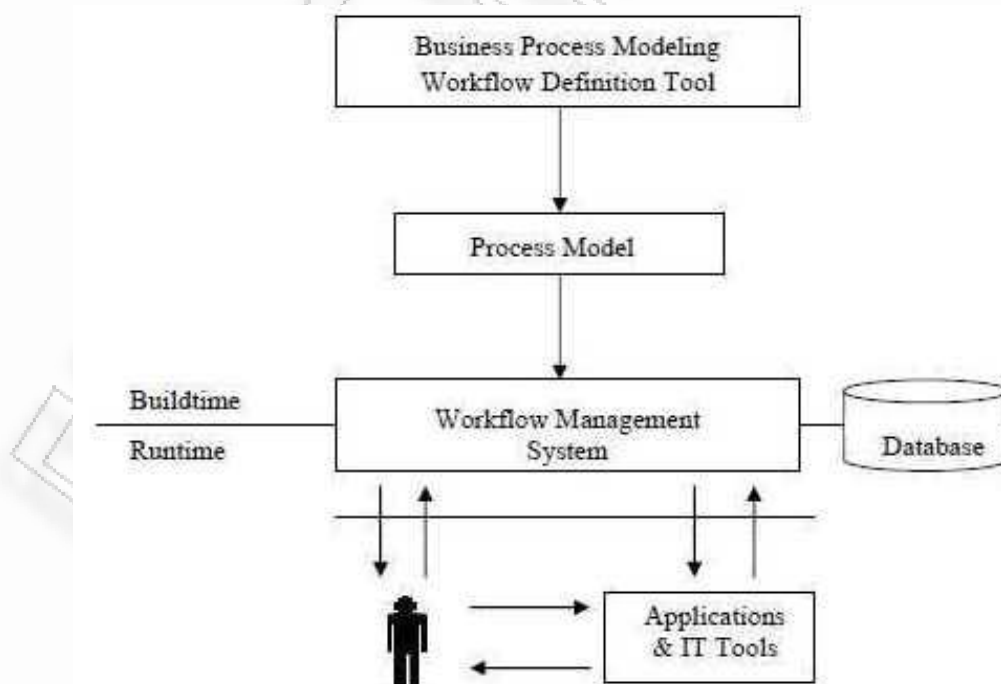 Business Process Modeling
Workflow Definition Tool
Process Model
Buildtime
Runtime
Workflow Management
System
Database
Applications
& IT Tools